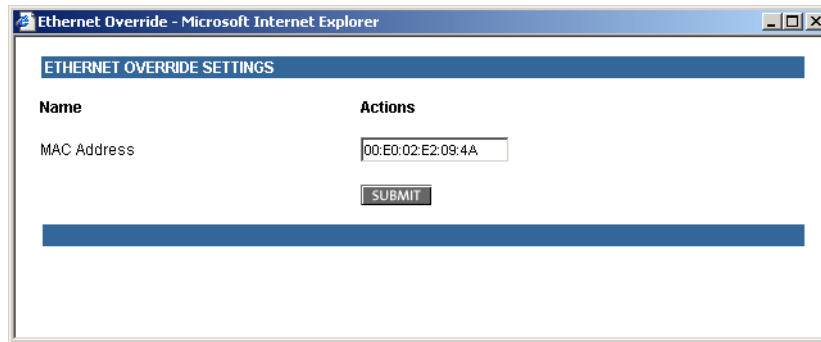 Ethernet Override - Microsoft Internet Explorer
ETHERNET OVERRIDE SETTINGS
Name Actions
MAC Address 00:E0:02:E2:09:4A
SUBMIT